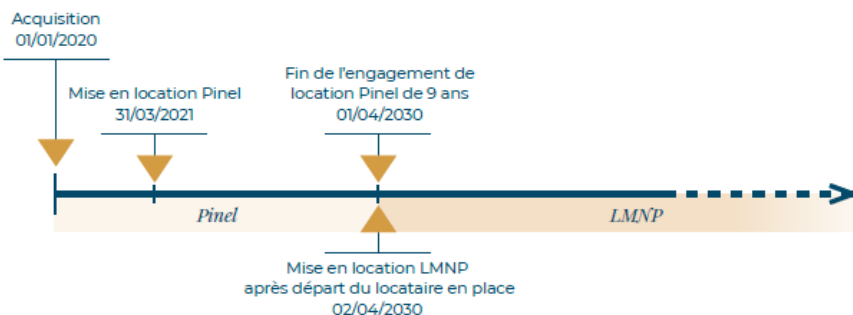 Acquisition
01/01/2020
Mise en location Pinel
31/03/2021
Fin de l'engagement de
location Pinel de 9 ans
01/04/2030
Pinel
LMNP
Mise en location LMNP
après départ du locataire en place
02/04/2030